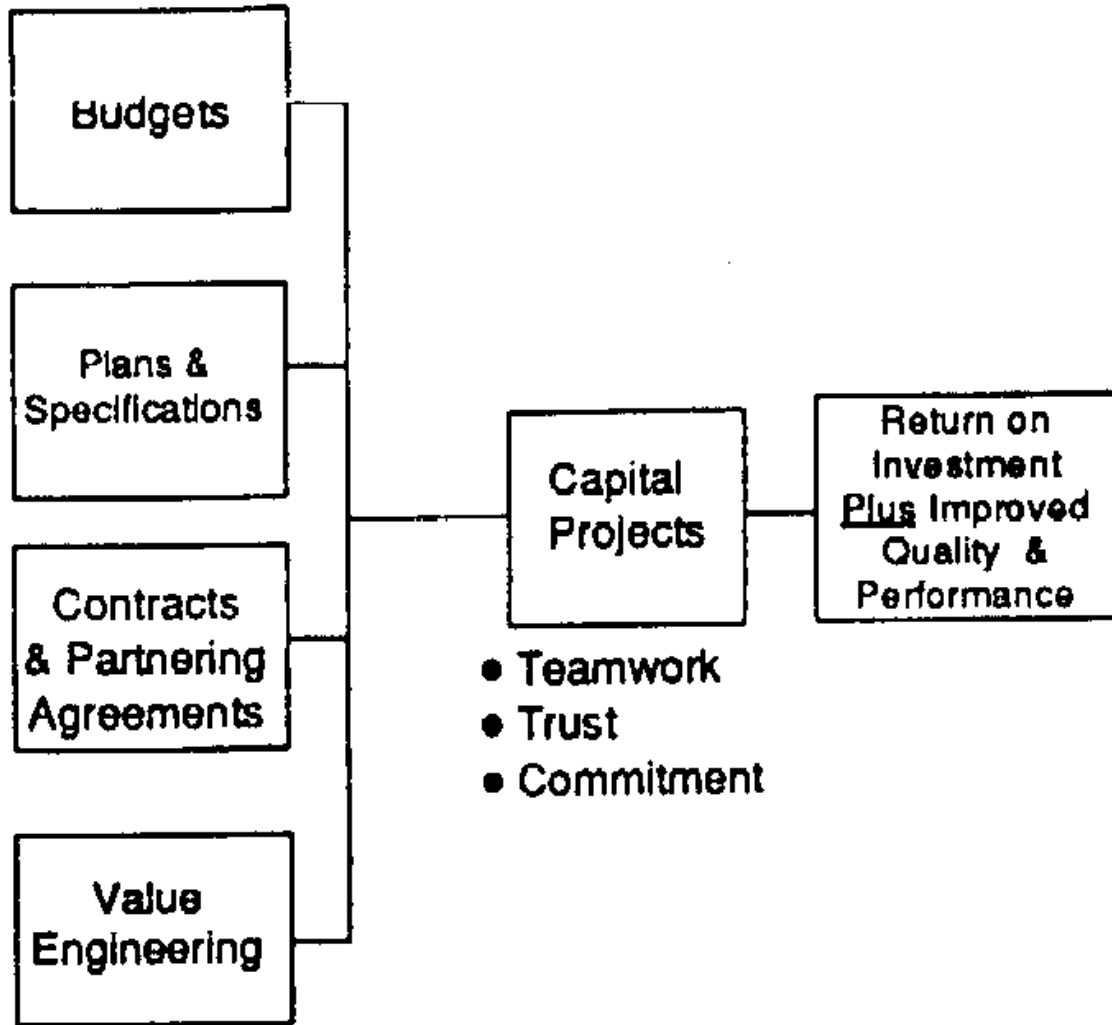 Budgets
Plans &
Specifications
Contracts
& Partnering
Agreements
Value
Engineering
Capital
Projects
● Teamwork
● Trust
● Commitment
Return on
Investment
Plus Improved
Quality &
Performance